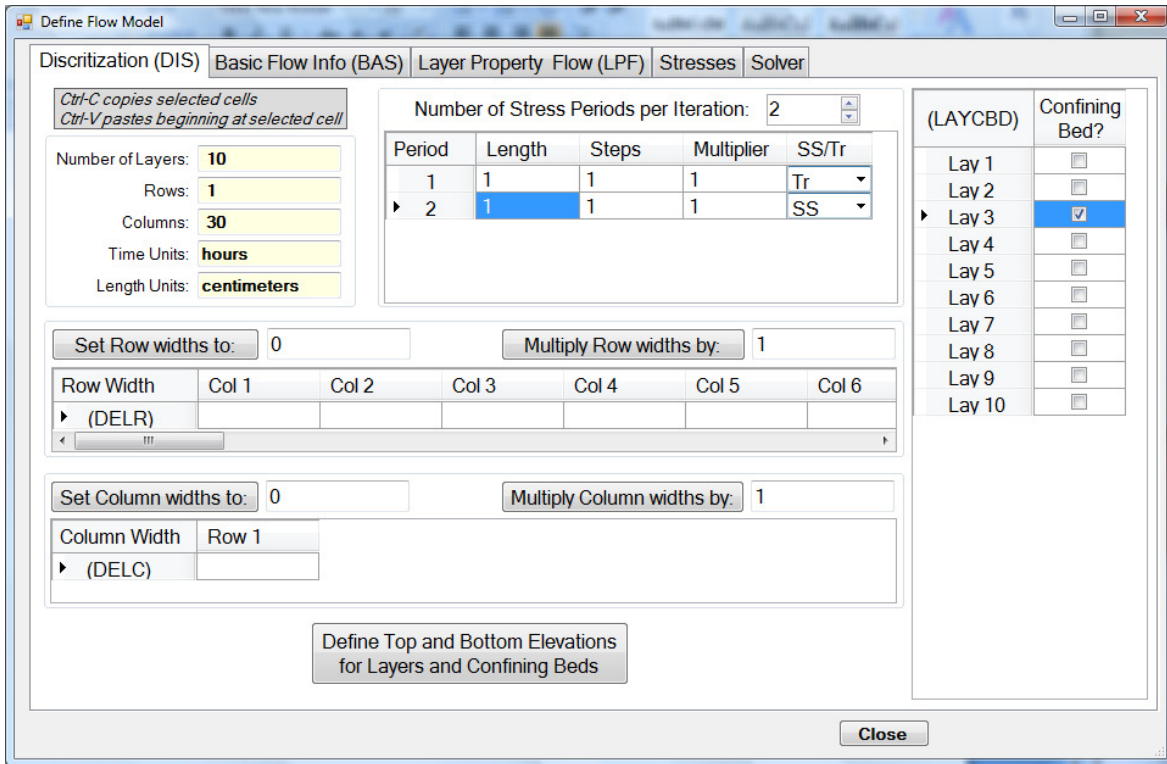 Define Flow Model
Discritization (DIS) Basic Flow Info (BAS) Layer Property Flow (LPF) Stresses Solver
Ctrl-C copies selected cells
Ctrl-V pastes beginning at selected cell
Number of Layers: 10
Rows: 1
Columns: 30
Time Units: hours
Length Units: centimeters
Number of Stress Periods per Iteration: 2
Period Length Steps Multiplier SS/Tr
1 1 1 1 Tr
2 1 1 1 SS
Set Row widths to: 0 Multiply Row widths by: 1
Row Width Col 1 Col 2 Col 3 Col 4 Col 5 Col 6
(DELR)
Set Column widths to: 0 Multiply Column widths by: 1
Column Width Row 1
(DELC)
Define Top and Bottom Elevations
for Layers and Confining Beds
(LAYCBD) Confining
Bed?
Lay 1
Lay 2
Lay 3
Lay 4
Lay 5
Lay 6
Lay 7
Lay 8
Lay 9
Lay 10
Close